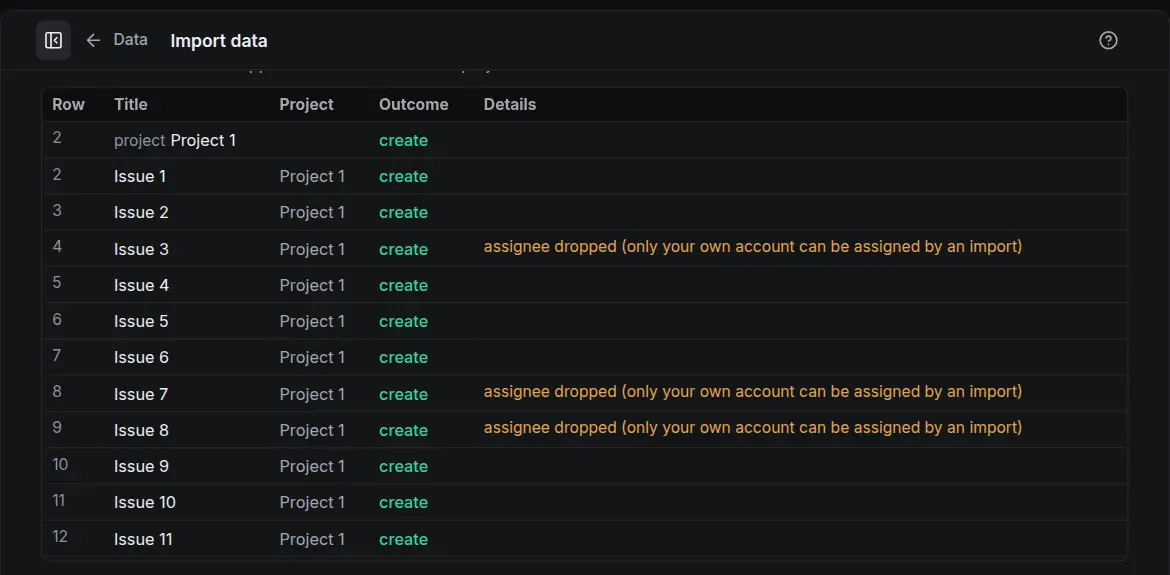 Data Import data
Row Title Project Outcome Details
2 project Project 1 create
2 Issue 1 Project 1 create
3 Issue 2 Project 1 create
4 Issue 3 Project 1 create assignee dropped (only your own account can be assigned by an import)
5 Issue 4 Project 1 create
6 Issue 5 Project 1 create
7 Issue 6 Project 1 create
8 Issue 7 Project 1 create assignee dropped (only your own account can be assigned by an import)
9 Issue 8 Project 1 create assignee dropped (only your own account can be assigned by an import)
10 Issue 9 Project 1 create
11 Issue 10 Project 1 create
12 Issue 11 Project 1 create